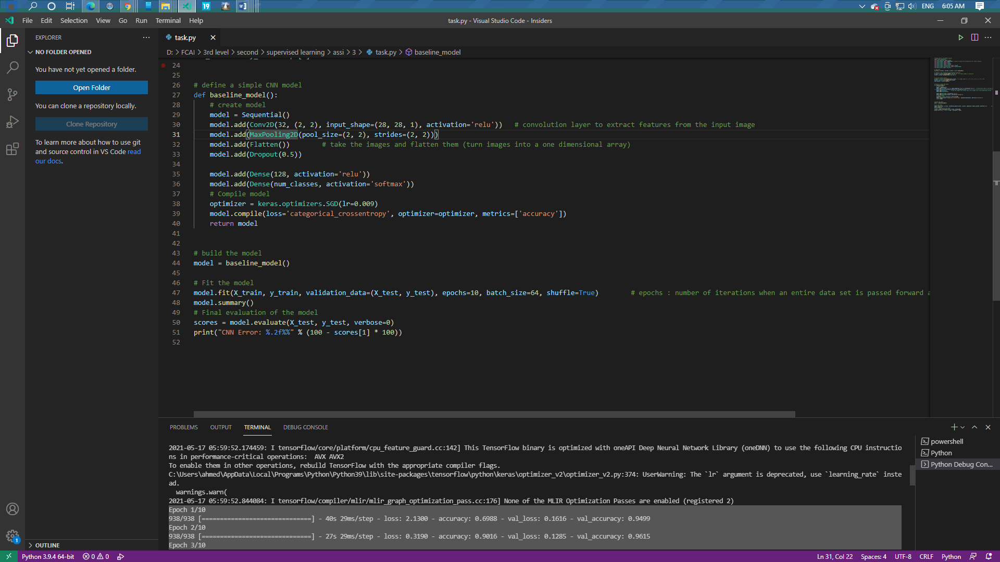 19
ENG
6:05 AM
File Edit Selection View Go Run Terminal Help
task.py - Visual Studio Code - Insiders
EXPLORER
NO FOLDER OPENED
You have not yet opened a folder.
Open Folder
You can clone a repository locally.
Clone Repository
To learn more about how to use git
and source control in VS Code read
our docs.
OUTLINE
task.py
D: > FCAI > 3rd level > second > supervised learning > assi > 3 > task.py > baseline_model
24
25
26 # define a simple CNN model
27 def baseline_model():
28 # create model
29 model = Sequential()
30 model.add(Conv2D(32, (2, 2), input_shape=(28, 28, 1), activation='relu')) # convolution layer to extract features from the input image
31 model.add(MaxPooling2D(pool_size=(2, 2), strides=(2, 2)))
32 model.add(Flatten()) # take the images and flatten them (turn images into a one dimensional array)
33 model.add(Dropout(0.5))
34
35 model.add(Dense(128, activation='relu'))
36 model.add(Dense(num_classes, activation='softmax'))
37 # Compile model
38 optimizer = keras.optimizers.SGD(lr=0.009)
39 model.compile(loss='categorical_crossentropy', optimizer=optimizer, metrics=['accuracy'])
40 return model
41
42
43 # build the model
44 model = baseline_model()
45
46 # Fit the model
47 model.fit(X_train, y_train, validation_data=(X_test, y_test), epochs=10, batch_size=64, shuffle=True) # epochs : number of iterations when an entire data set is passed forward a
48 model.summary()
49 # Final evaluation of the model
50 scores = model.evaluate(X_test, y_test, verbose=0)
51 print("CNN Error: %.2f%%" % (100 - scores[1] * 100))
52
PROBLEMS OUTPUT TERMINAL DEBUG CONSOLE
2021-05-17 05:59:52.174459: I tensorflow/core/platform/cpu_feature_guard.cc:142] This TensorFlow binary is optimized with oneAPI Deep Neural Network Library (oneDNN) to use the following CPU instructio
ns in performance-critical operations:  AVX AVX2
To enable them in other operations, rebuild TensorFlow with the appropriate compiler flags.
C:\Users\ahmed\AppData\Local\Programs\Python\Python39\lib\site-packages\tensorflow\python\keras\optimizer_v2\optimizer_v2.py:374: UserWarning: The `lr` argument is deprecated, use `learning_rate` inste
ad.
warnings.warn(
2021-05-17 05:59:52.844084: I tensorflow/compiler/mlir/mlir_graph_optimization_pass.cc:176] None of the MLIR Optimization Passes are enabled (registered 2)
Epoch 1/10
938/938 [==============================] - 40s 29ms/step - loss: 2.1300 - accuracy: 0.6988 - val_loss: 0.1616 - val_accuracy: 0.9499
Epoch 2/10
938/938 [==============================] - 27s 29ms/step - loss: 0.3190 - accuracy: 0.9016 - val_loss: 0.1285 - val_accuracy: 0.9615
Epoch 3/10
powershell
Python
Python Debug Con...
1
Python 3.9.4 64-bit 0 0
Ln 31, Col 22 Spaces: 4 UTF-8 CRLF Python